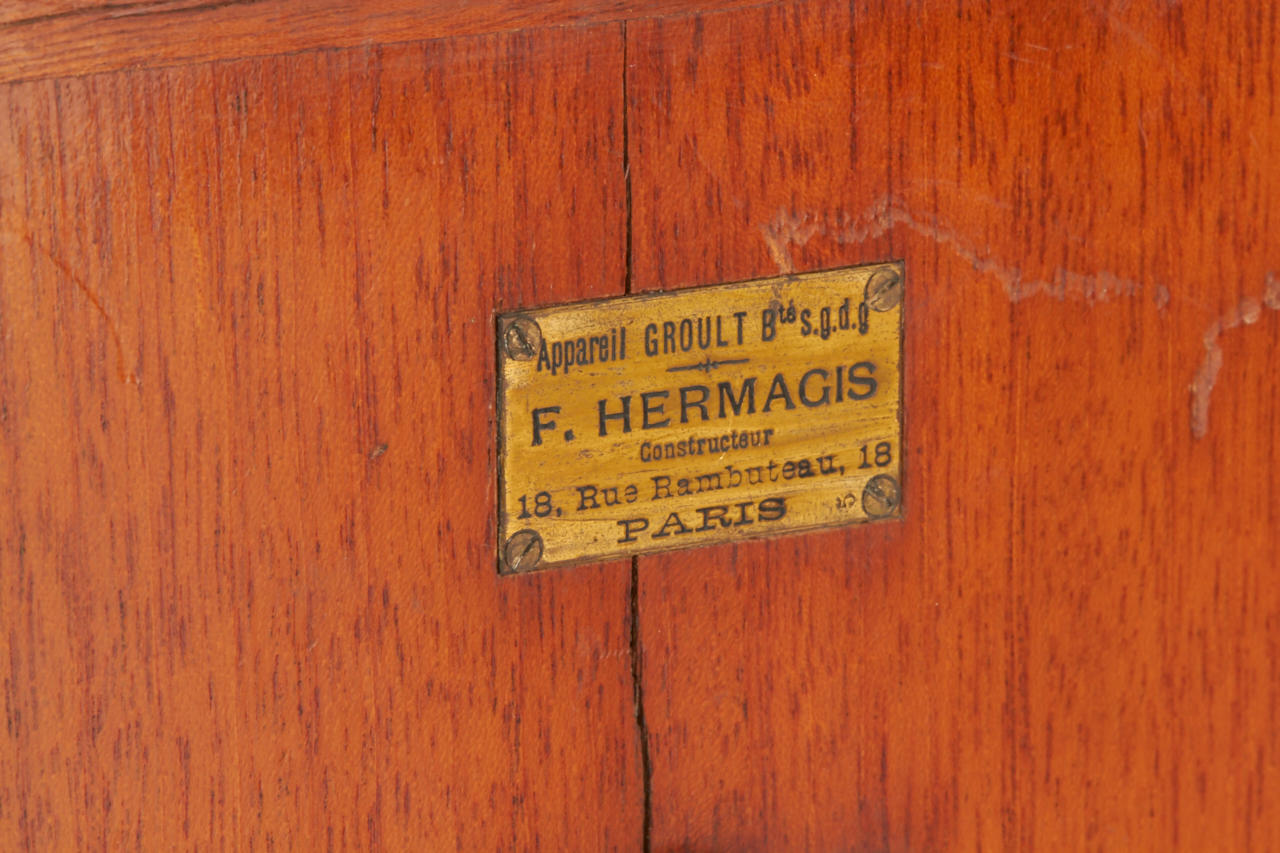 Appareil GROULT Bté s.g.d.g
F. HERMAGIS
Constructeur
18, Rue Rambuteau, 18
PARIS